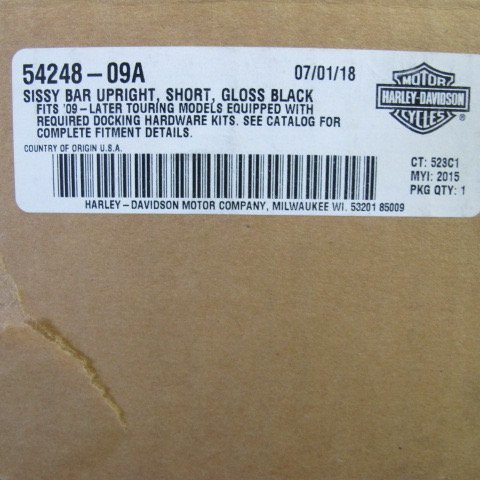 54248-09A 07/01/18
SISSY BAR UPRIGHT, SHORT, GLOSS BLACK
FITS '09-LATER TOURING MODELS EQUIPPED WITH
REQUIRED DOCKING HARDWARE KITS. SEE CATALOG FOR
COMPLETE FITMENT DETAILS.
MOTOR
HARLEY-DAVIDSON
CYCLES ®
COUNTRY OF ORIGIN U.S.A.
CT: 523C1
MYI: 2015
PKG QTY: 1
HARLEY-DAVIDSON MOTOR COMPANY, MILWAUKEE WI. 53201 85009